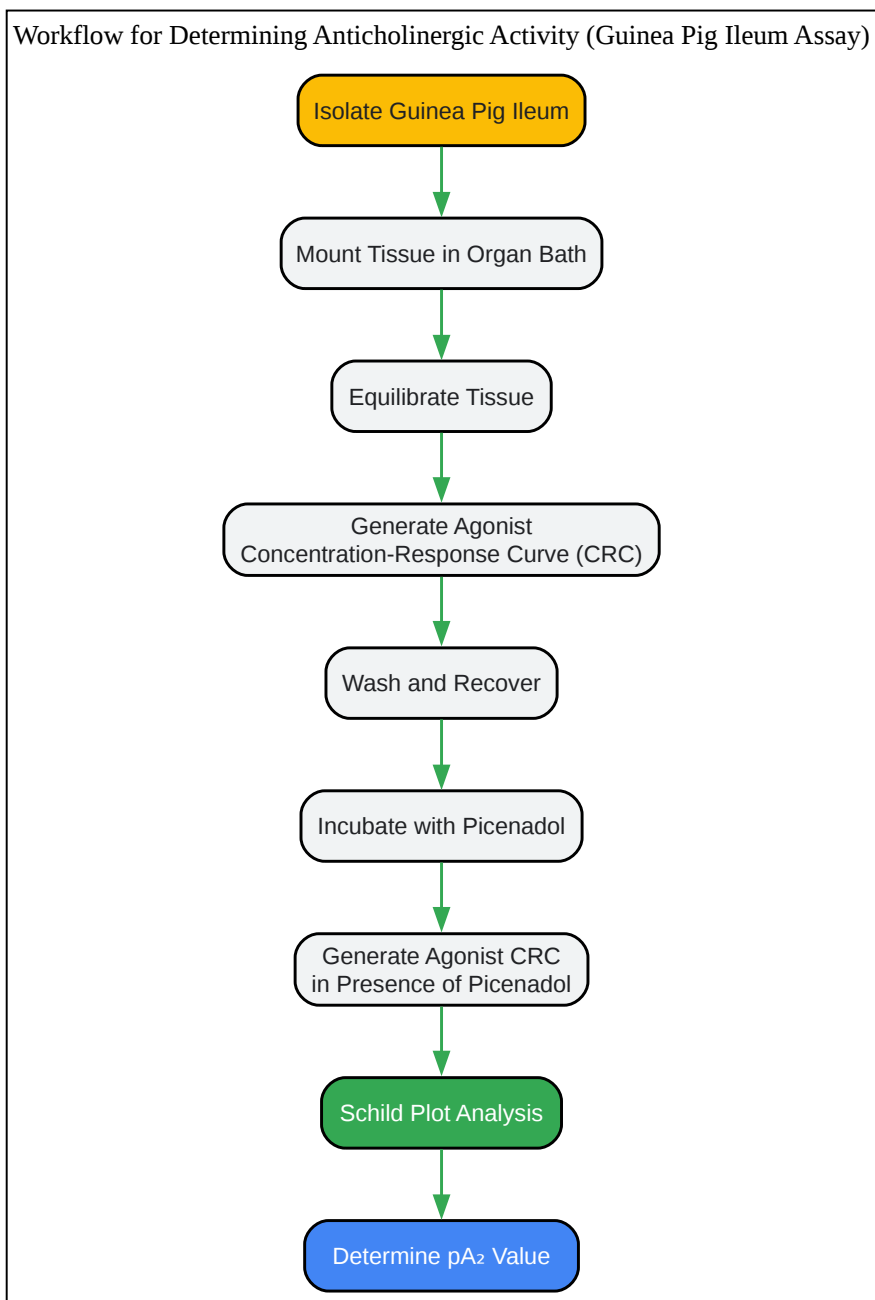 Workflow for Determining Anticholinergic Activity (Guinea Pig Ileum Assay)
Isolate Guinea Pig Ileum
Mount Tissue in Organ Bath
Equilibrate Tissue
Generate Agonist
Concentration-Response Curve (CRC)
Wash and Recover
Incubate with Picenadol
Generate Agonist CRC
in Presence of Picenadol
Schild Plot Analysis
Determine pA₂ Value